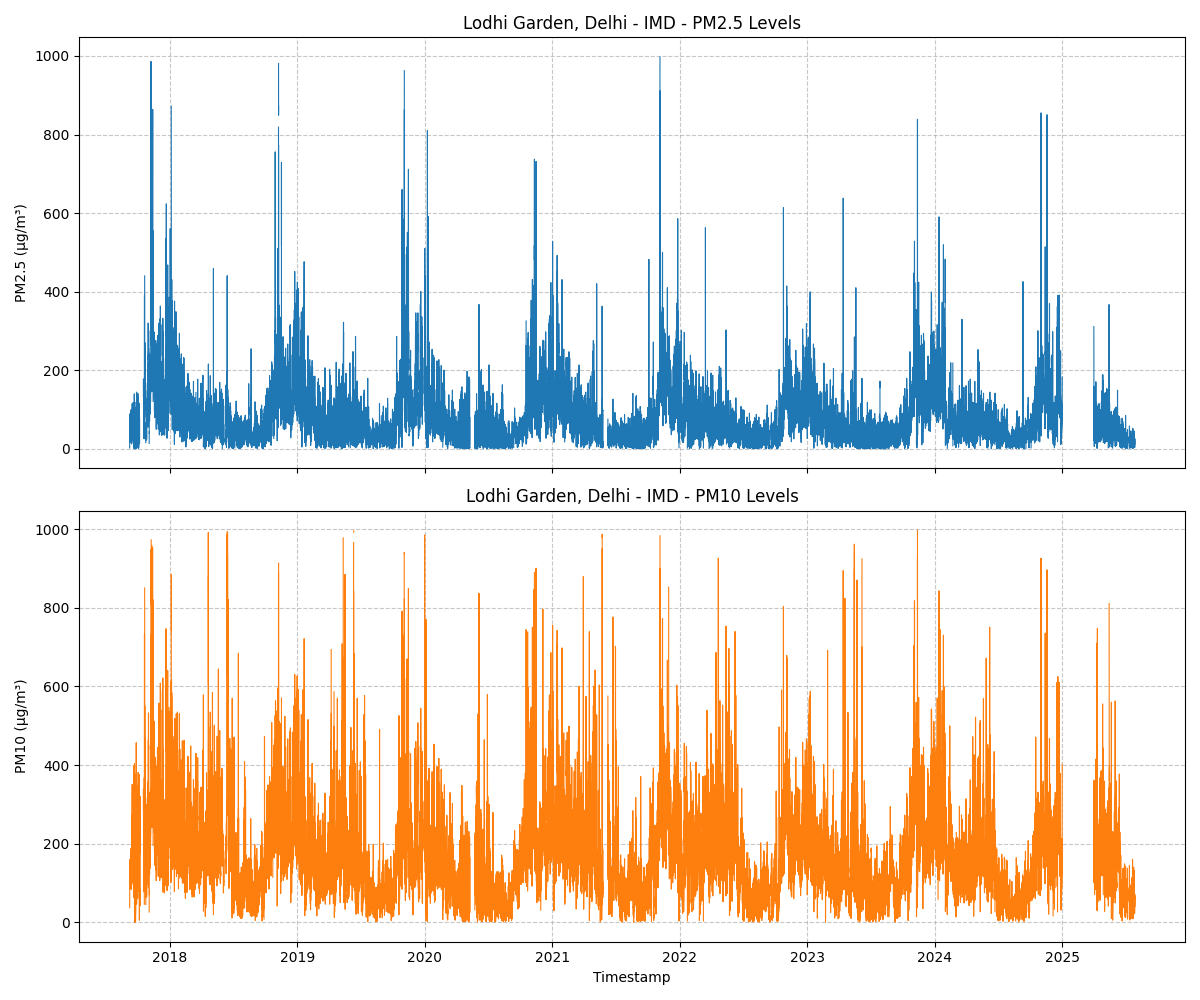 Lodhi Garden, Delhi - IMD - PM2.5 Levels
1000
800
600
400
200
0
PM2.5 (µg/m³)
Lodhi Garden, Delhi - IMD - PM10 Levels
1000
800
600
400
200
0
PM10 (µg/m³)
2018 2019 2020 2021 2022 2023 2024 2025
Timestamp